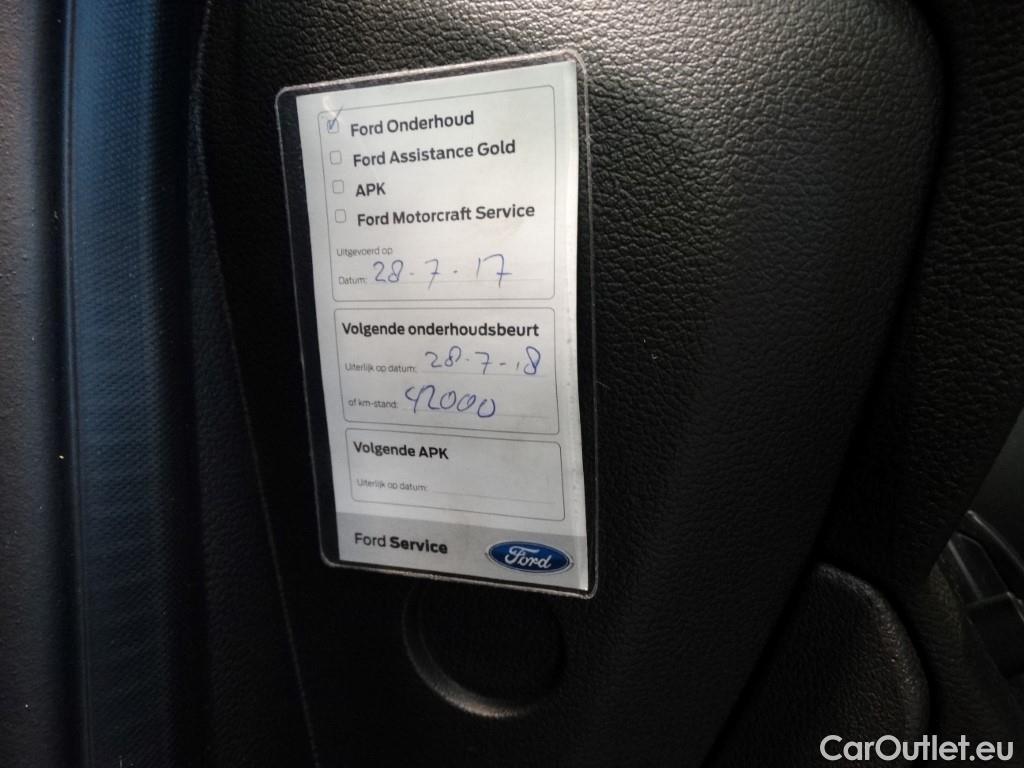 Ford Onderhoud
Ford Assistance Gold
APK
Ford Motorcraft Service
Uitgevoerd op
Datum: 28-7-17
Volgende onderhoudsbeurt
Uiterlijk op datum: 28-7-18
of km-stand: 42000
Volgende APK
Uiterlijk op datum:
Ford Service
Ford
CarOutlet.eu